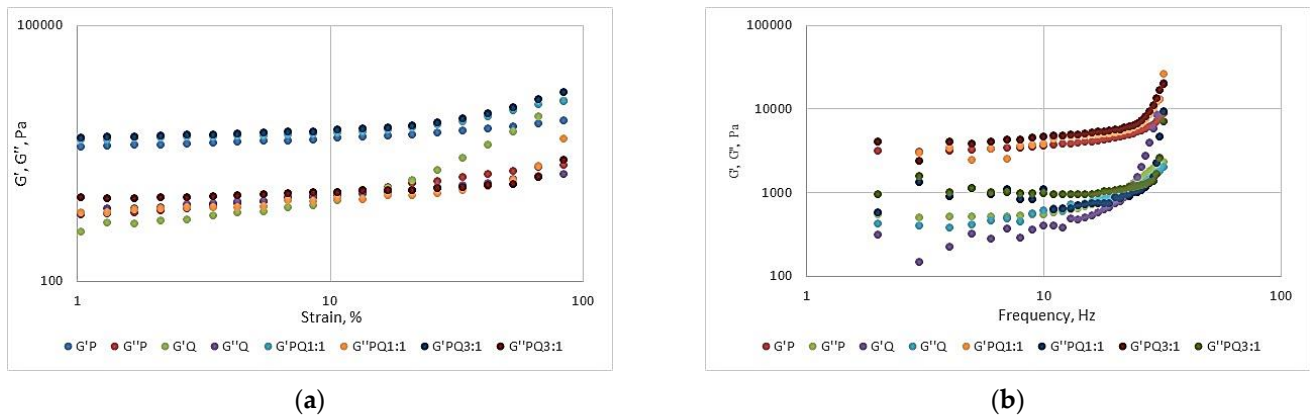 100000
G', G'', Pa
100
1 10 100
Strain, %
G'P G''P G'Q G''Q G'PQ1:1 G''PQ1:1 G'PQ3:1 G''PQ3:1
(a)
100000
10000
G', G'', Pa
1000
100
1 10 100
Frequency, Hz
G'P G''P G'Q G''Q G'PQ1:1 G''PQ1:1 G'PQ3:1 G''PQ3:1
(b)